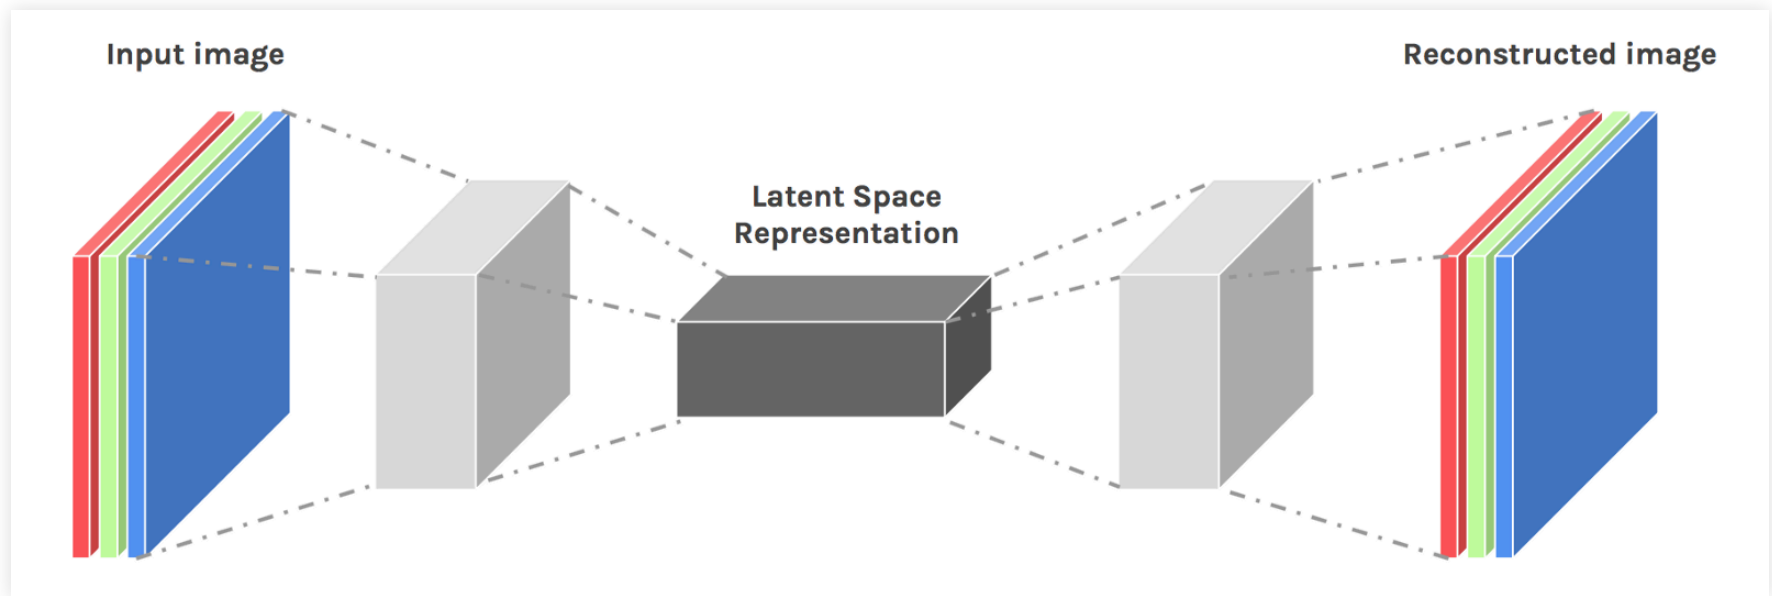 Input image
Reconstructed image
Latent Space
Representation